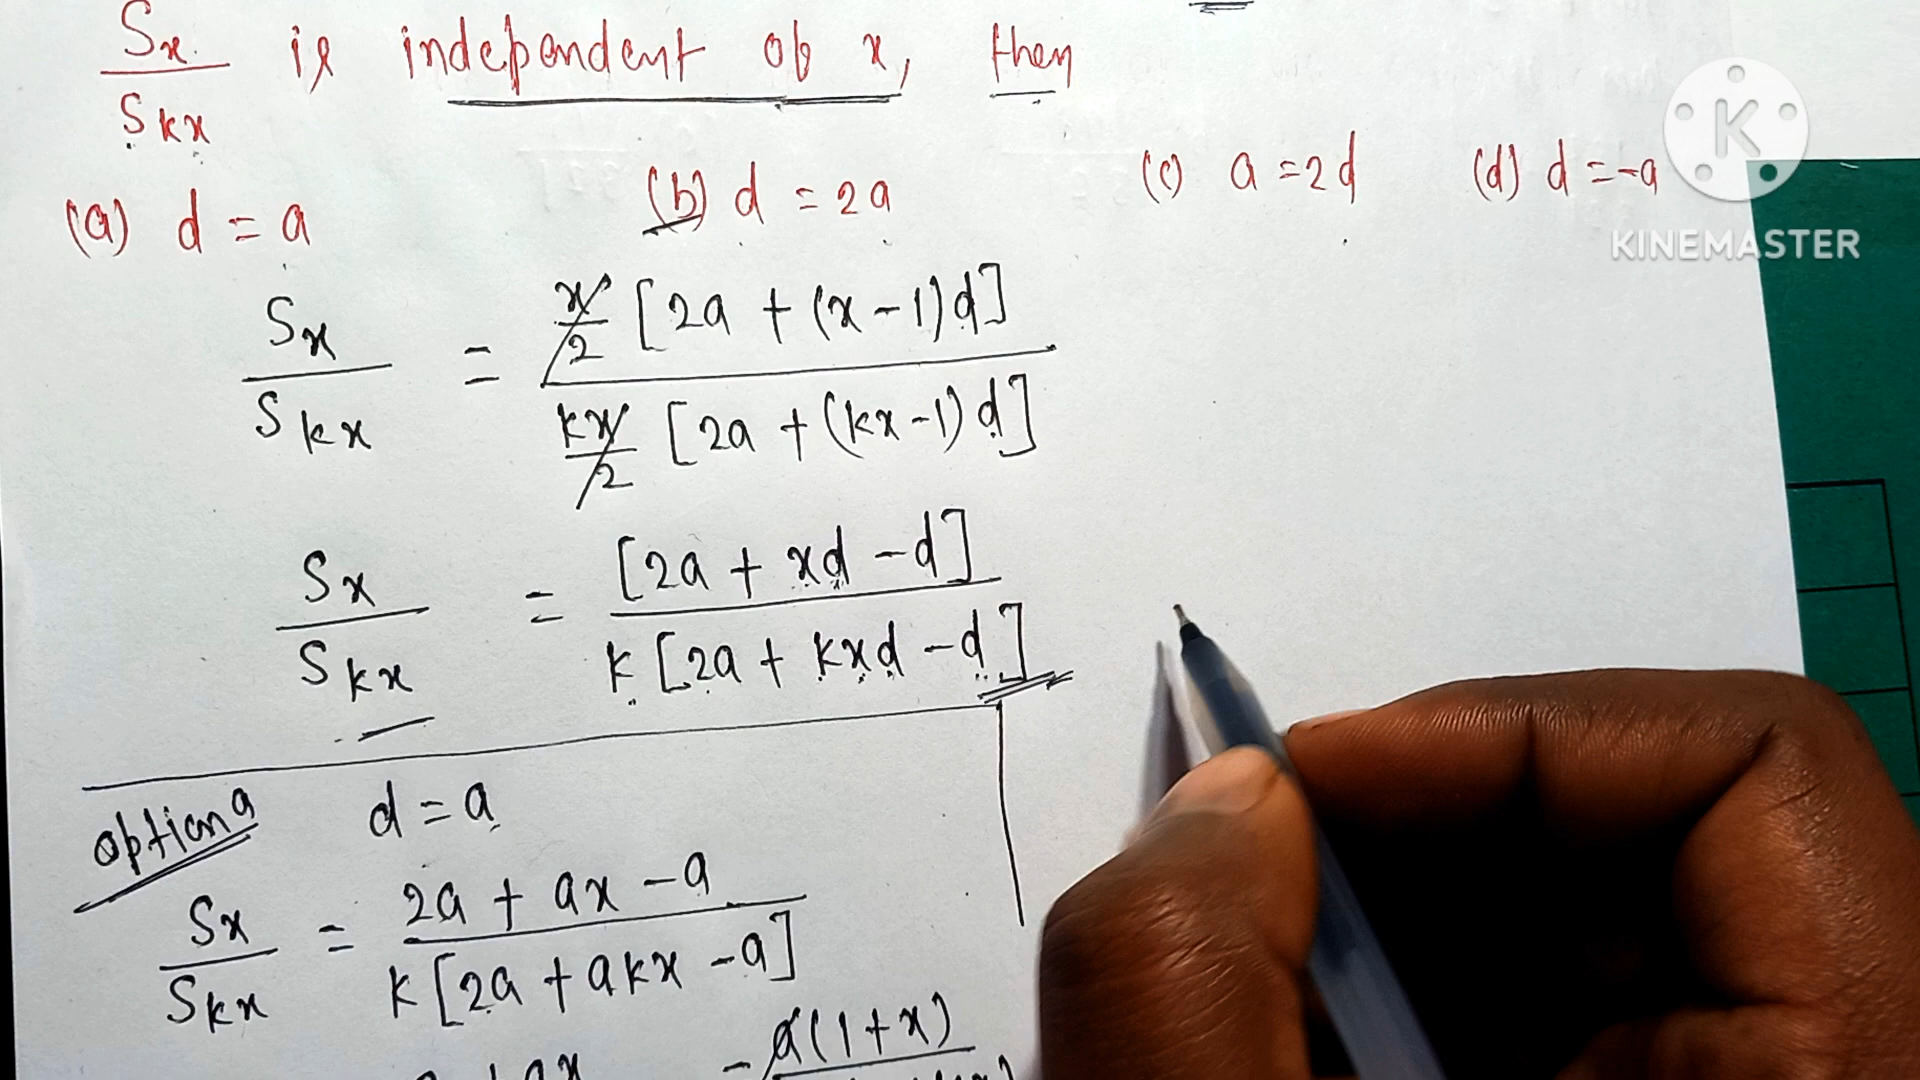 Sx/Skx is independent of x, then
(a) d = a (b) d = 2a (c) a = 2d (d) d = -a
KINEMASTER
Sx/Skx = x/2 [2a + (x-1)d] / kx/2 [2a + (kx-1)d]
Sx/Skx = [2a + xd - d] / k[2a + kxd - d]
option a d = a
Sx/Skx = 2a + ax - a / k[2a + akx - a]
a(1+x)